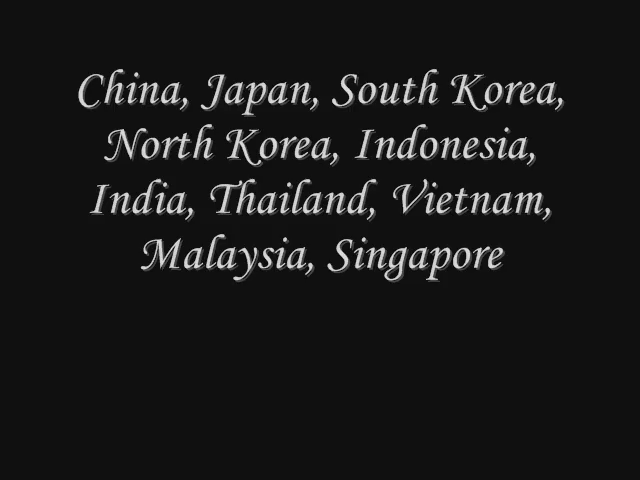 China, Japan, South Korea,
North Korea, Indonesia,
India, Thailand, Vietnam,
Malaysia, Singapore